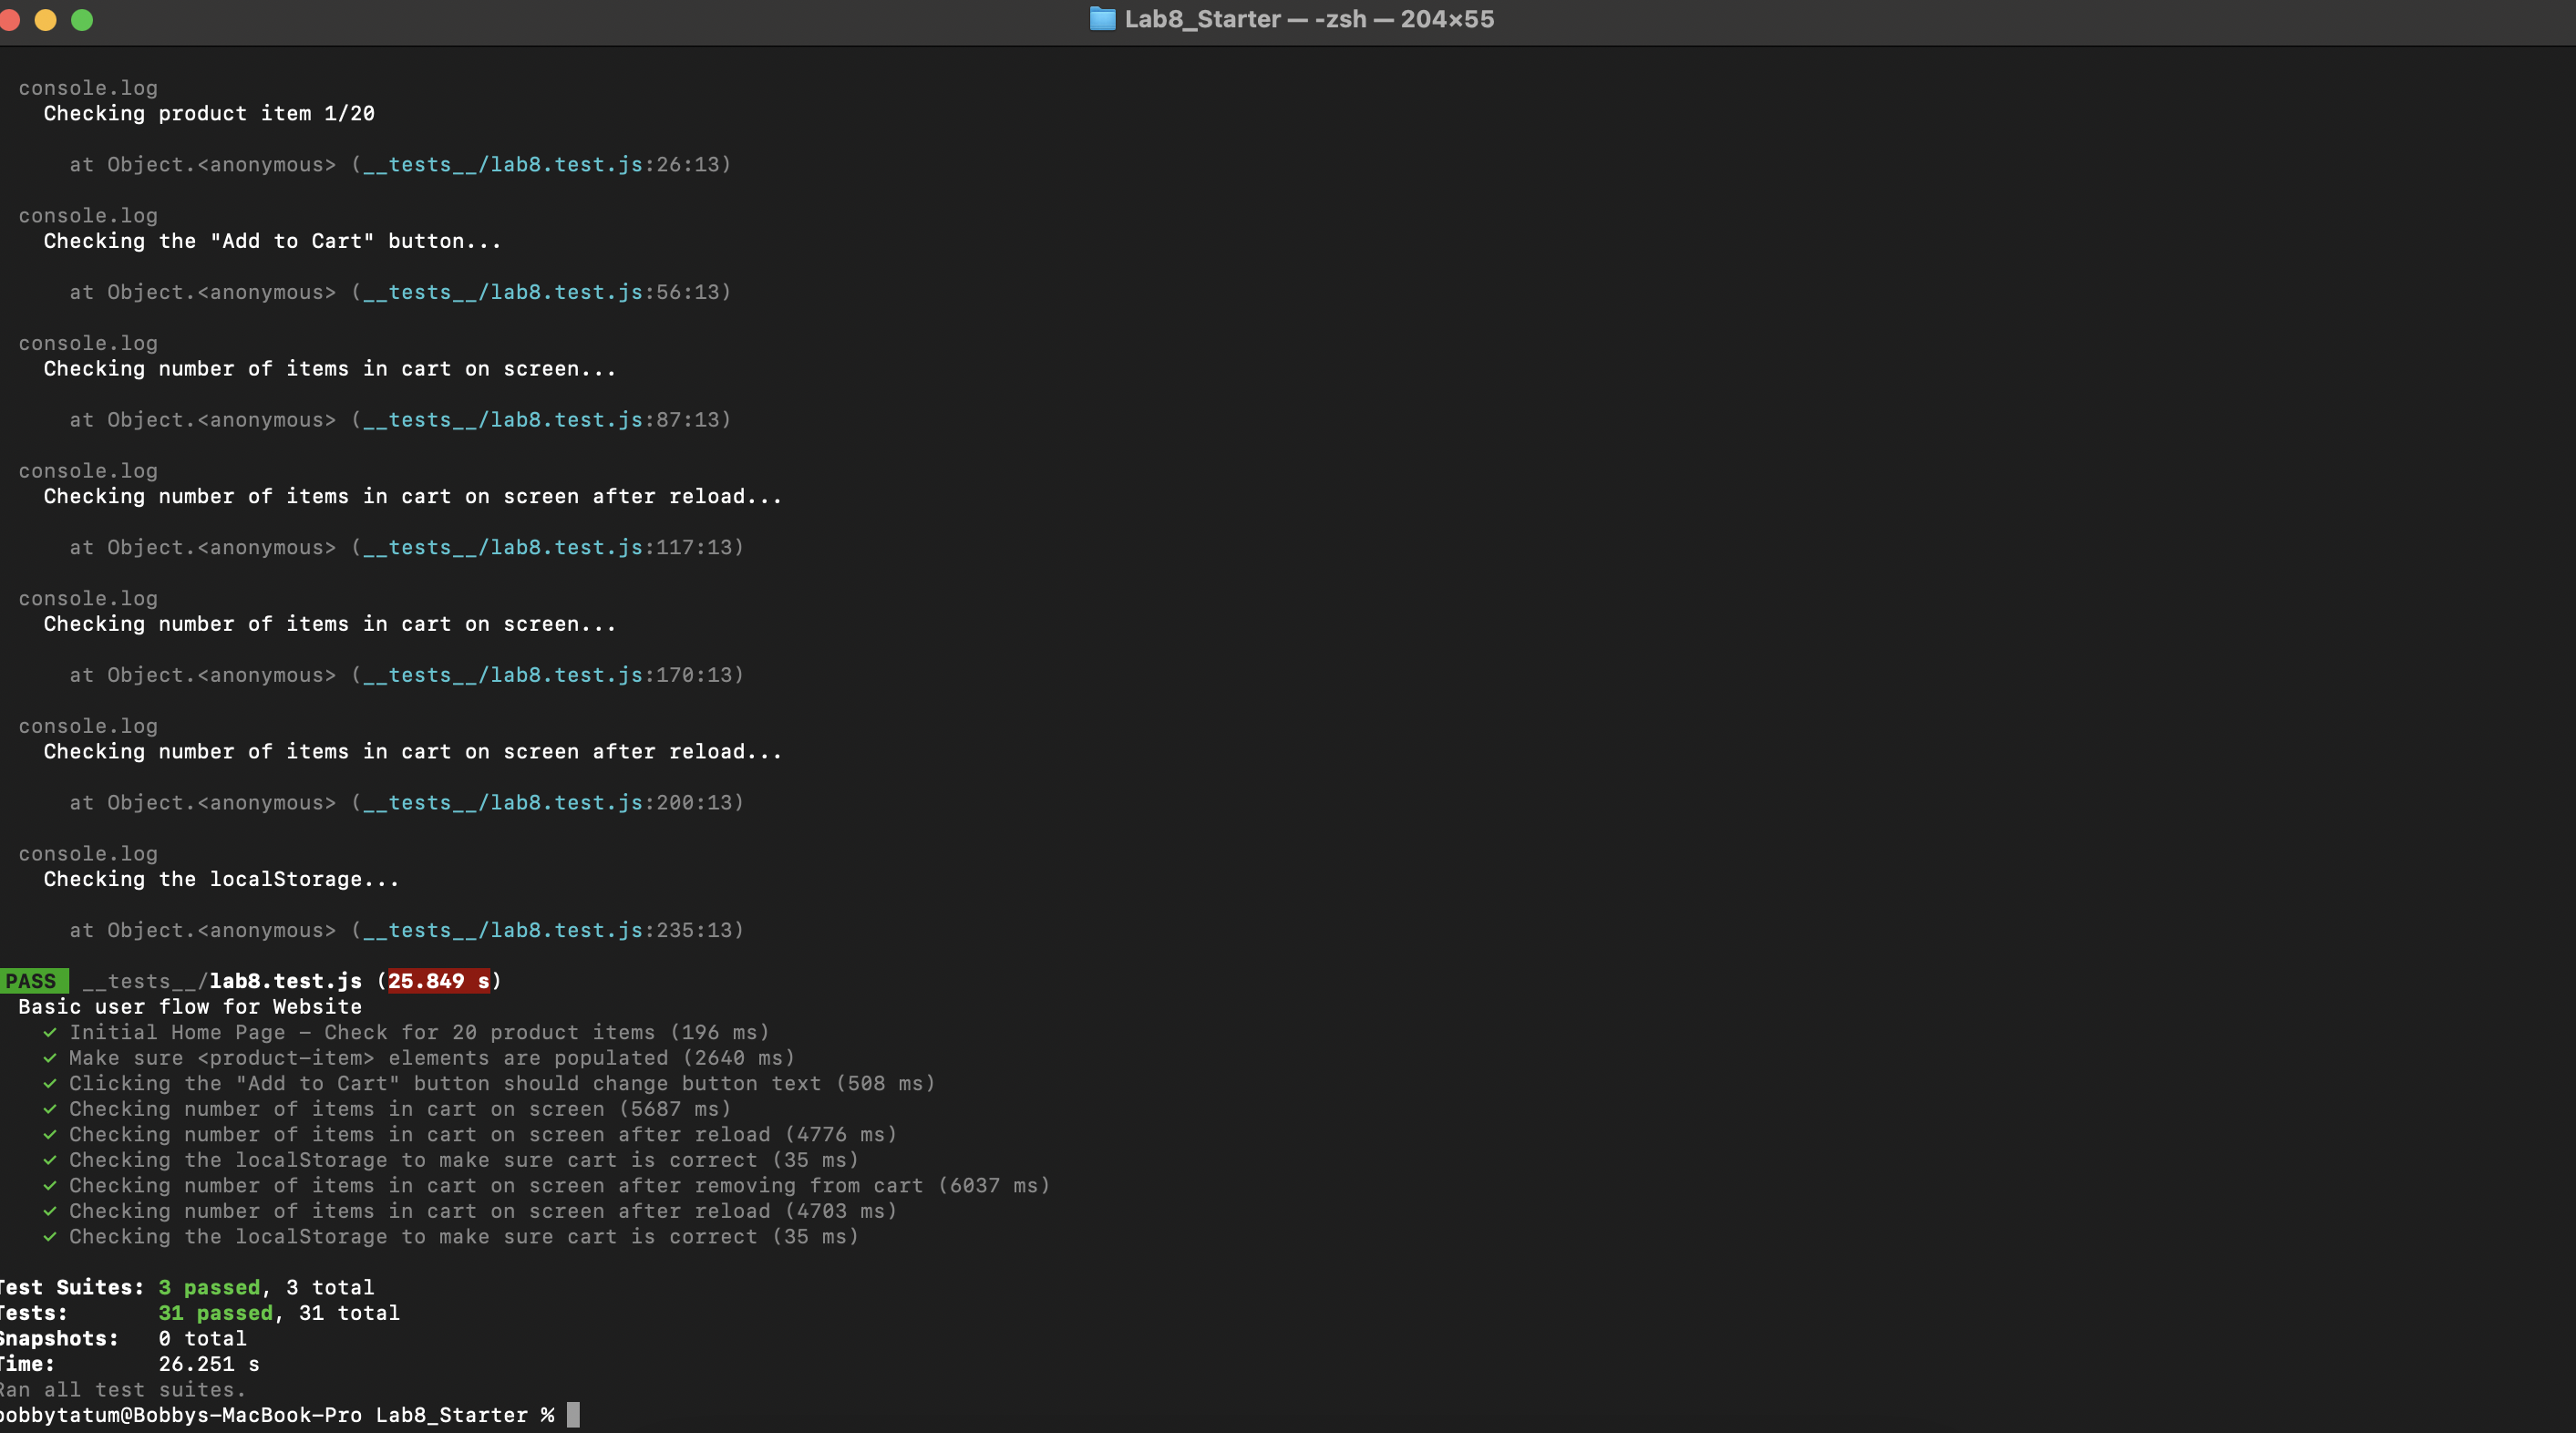 Lab8_Starter — -zsh — 204×55
console.log
Checking product item 1/20
at Object.<anonymous> (__tests__/lab8.test.js:26:13)
console.log
Checking the "Add to Cart" button...
at Object.<anonymous> (__tests__/lab8.test.js:56:13)
console.log
Checking number of items in cart on screen...
at Object.<anonymous> (__tests__/lab8.test.js:87:13)
console.log
Checking number of items in cart on screen after reload...
at Object.<anonymous> (__tests__/lab8.test.js:117:13)
console.log
Checking number of items in cart on screen...
at Object.<anonymous> (__tests__/lab8.test.js:170:13)
console.log
Checking number of items in cart on screen after reload...
at Object.<anonymous> (__tests__/lab8.test.js:200:13)
console.log
Checking the localStorage...
at Object.<anonymous> (__tests__/lab8.test.js:235:13)
PASS __tests__/lab8.test.js (25.849 s)
Basic user flow for Website
✓ Initial Home Page – Check for 20 product items (196 ms)
✓ Make sure <product-item> elements are populated (2640 ms)
✓ Clicking the "Add to Cart" button should change button text (508 ms)
✓ Checking number of items in cart on screen (5687 ms)
✓ Checking number of items in cart on screen after reload (4776 ms)
✓ Checking the localStorage to make sure cart is correct (35 ms)
✓ Checking number of items in cart on screen after removing from cart (6037 ms)
✓ Checking number of items in cart on screen after reload (4703 ms)
✓ Checking the localStorage to make sure cart is correct (35 ms)
Test Suites: 3 passed, 3 total
Tests: 31 passed, 31 total
Snapshots: 0 total
Time: 26.251 s
Ran all test suites.
bobbytatum@Bobbys-MacBook-Pro Lab8_Starter %